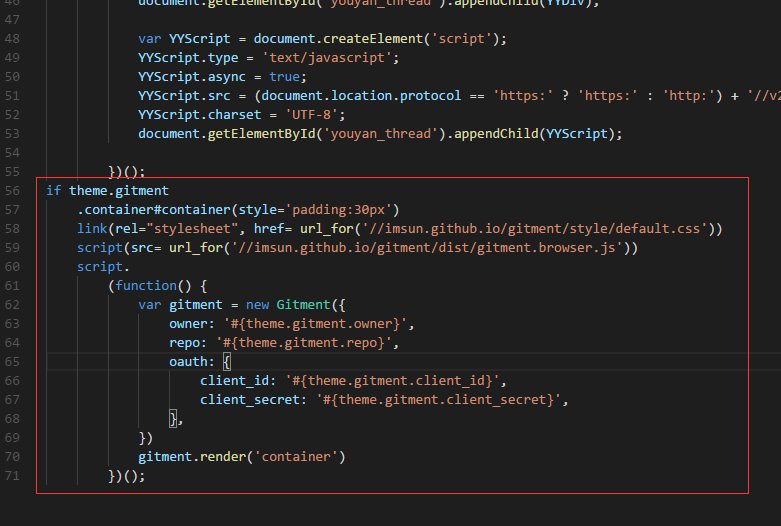 46 document.getElementById('youyan_thread').appendChild(YYDiv);
47
48 var YYScript = document.createElement('script');
49 YYScript.type = 'text/javascript';
50 YYScript.async = true;
51 YYScript.src = (document.location.protocol == 'https:' ? 'https:' : 'http:') + '//v2
52 YYScript.charset = 'UTF-8';
53 document.getElementById('youyan_thread').appendChild(YYScript);
54
55 })();
56 if theme.gitment
57 .container#container(style='padding:30px')
58 link(rel="stylesheet", href= url_for('//imsun.github.io/gitment/style/default.css'))
59 script(src= url_for('//imsun.github.io/gitment/dist/gitment.browser.js'))
60 script.
61 (function() {
62 var gitment = new Gitment({
63 owner: '#{theme.gitment.owner}',
64 repo: '#{theme.gitment.repo}',
65 oauth: {
66 client_id: '#{theme.gitment.client_id}',
67 client_secret: '#{theme.gitment.client_secret}',
68 },
69 })
70 gitment.render('container')
71 })();